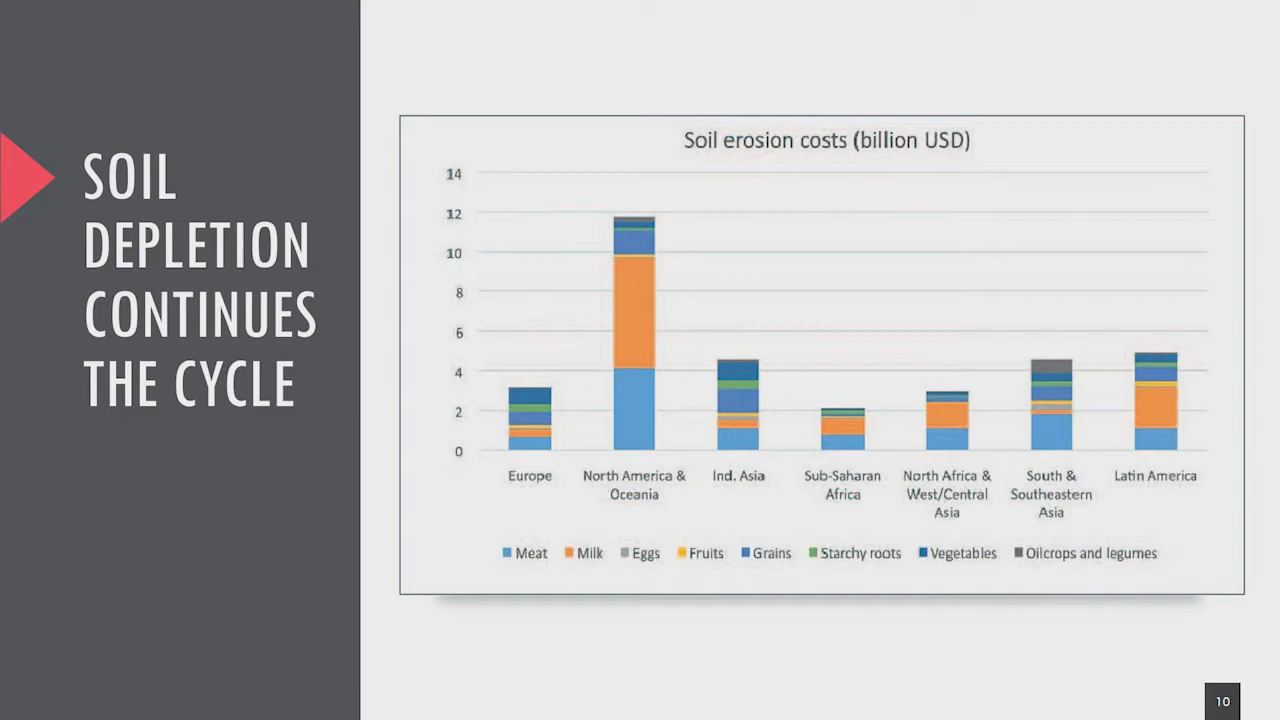 SOIL
DEPLETION
CONTINUES
THE CYCLE
Soil erosion costs (billion USD)
14
12
10
8
6
4
2
0
Europe
North America &
Oceania
Ind. Asia
Sub-Saharan
Africa
North Africa &
West/Central
Asia
South &
Southeastern
Asia
Latin America
Meat Milk Eggs Fruits Grains Starchy roots Vegetables Oilcrops and legumes
10